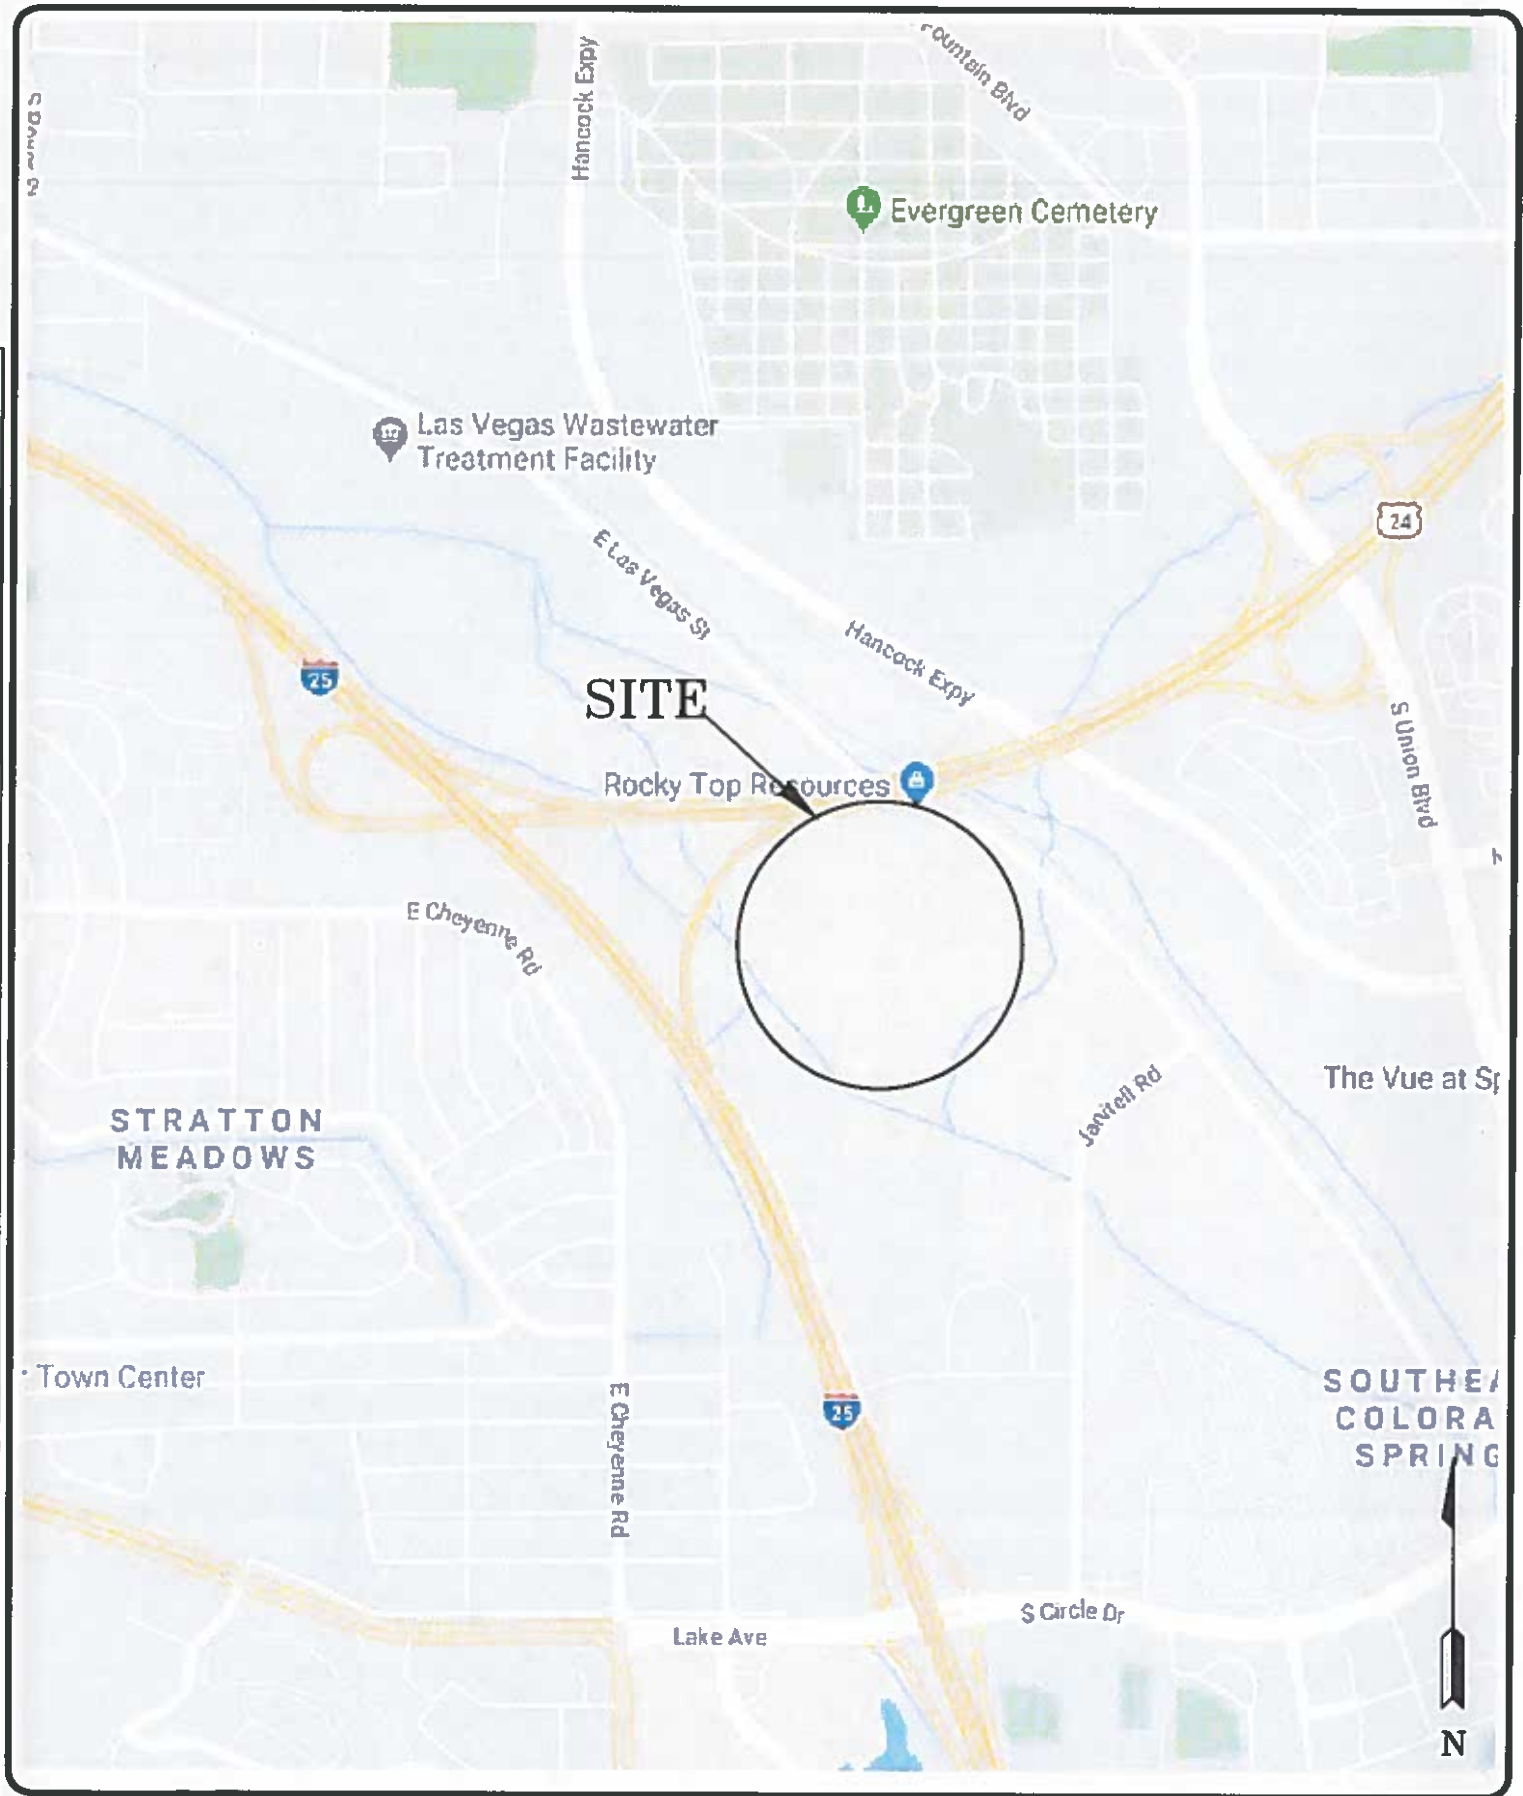 Hancock Expy
Fountain Blvd
Evergreen Cemetery
Las Vegas Wastewater
Treatment Facility
24
E Las Vegas St
Hancock Expy
25
SITE
S Union Blvd
Rocky Top Resources
E Cheyenne Rd
The Vue at Sp
Janitell Rd
STRATTON
MEADOWS
Town Center
SOUTHEA
COLORA
SPRING
E Cheyenne Rd
25
S Circle Dr
Lake Ave
N